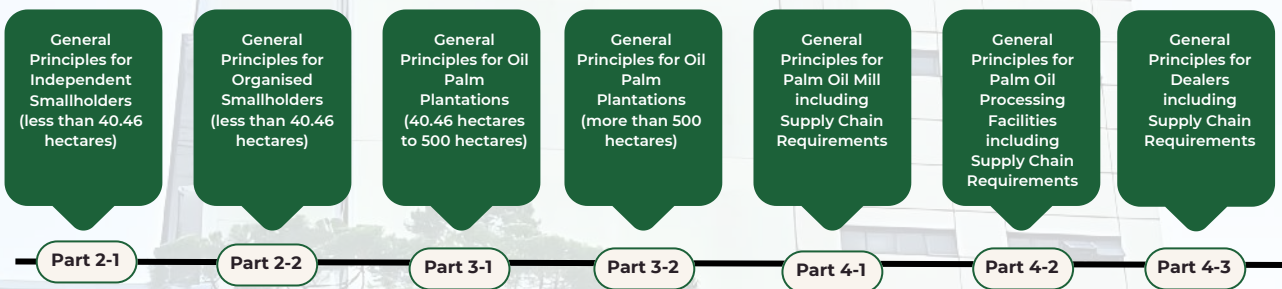 General
Principles for
Independent
Smallholders
(less than 40.46
hectares)
General
Principles for
Organised
Smallholders
(less than 40.46
hectares)
General
Principles for Oil
Palm
Plantations
(40.46 hectares
to 500 hectares)
General
Principles for Oil
Palm
Plantations
(more than 500
hectares)
General
Principles for
Palm Oil Mill
including
Supply Chain
Requirements
General
Principles for
Palm Oil
Processing
Facilities
including
Supply Chain
Requirements
General
Principles for
Dealers
including
Supply Chain
Requirements
Part 2-1
Part 2-2
Part 3-1
Part 3-2
Part 4-1
Part 4-2
Part 4-3